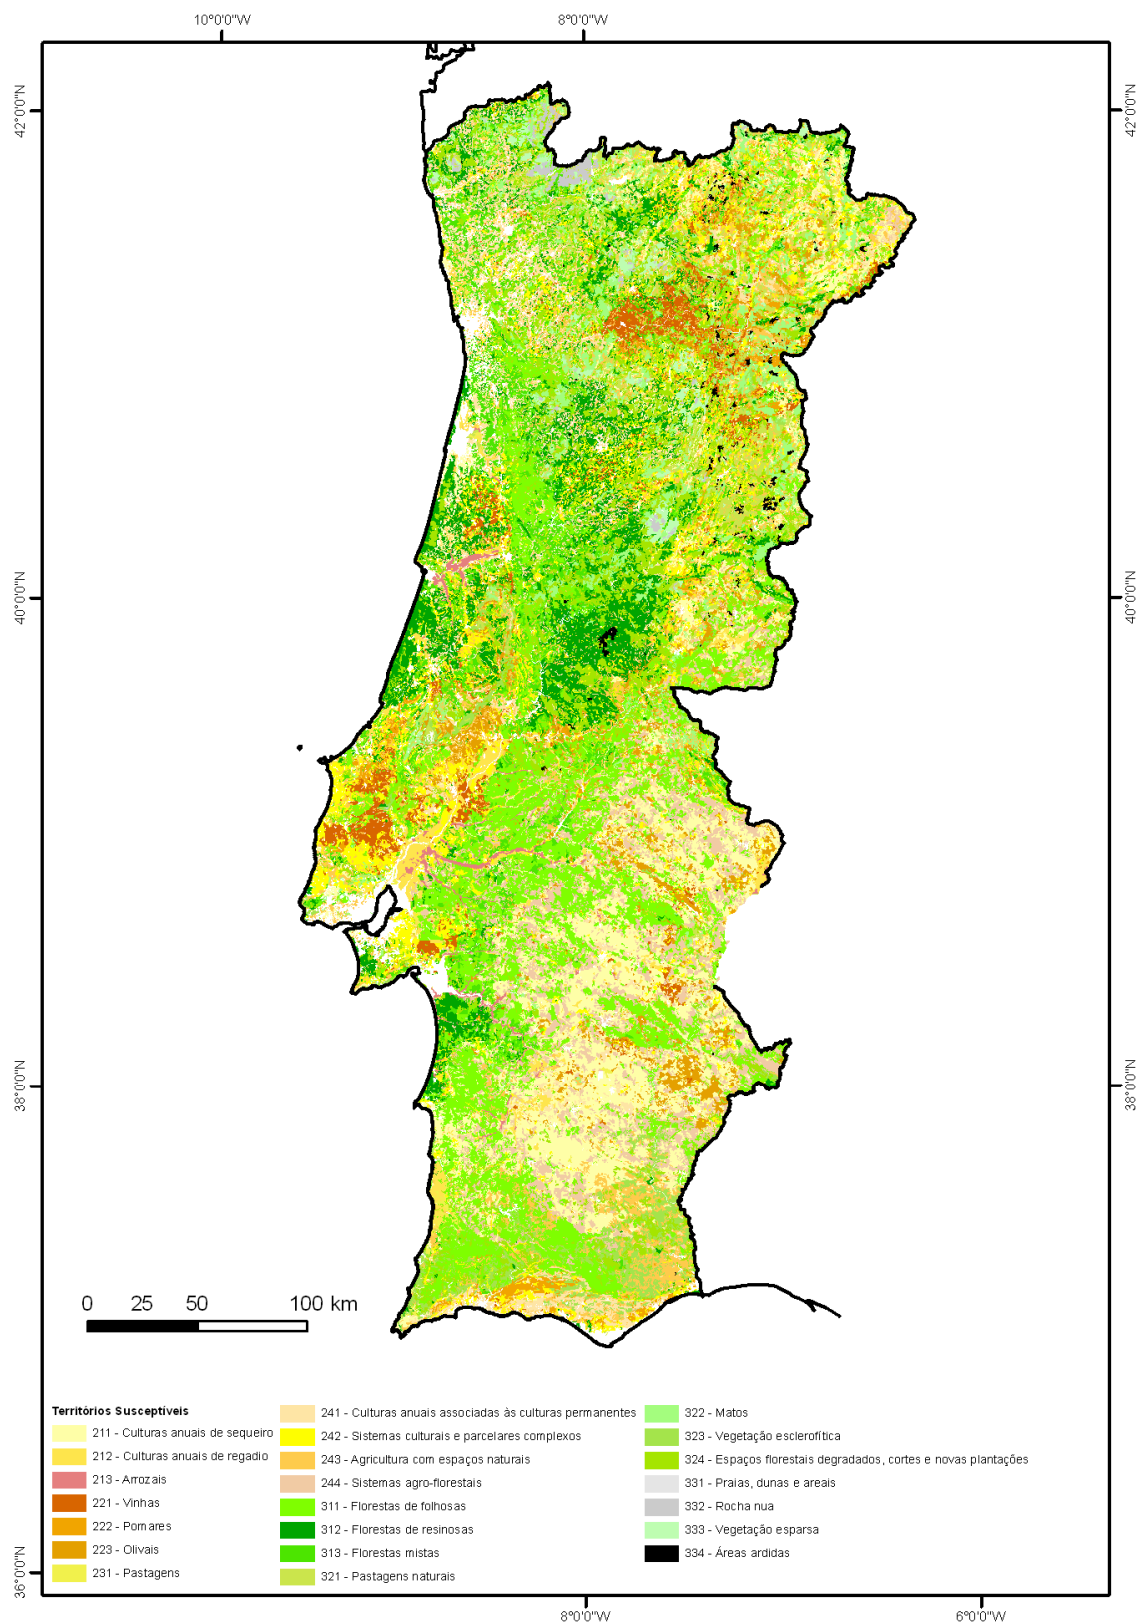 10°0'0"W 8°0'0"W
42°0'0"N 42°0'0"N
40°0'0"N 40°0'0"N
38°0'0"N 38°0'0"N
0 25 50 100 km
Territórios Susceptíveis
211 - Culturas anuais de sequeiro
212 - Culturas anuais de regadio
213 - Arrozais
221 - Vinhas
222 - Pomares
223 - Olivais
231 - Pastagens
241 - Culturas anuais associadas às culturas permanentes
242 - Sistemas culturais e parcelares complexos
243 - Agricultura com espaços naturais
244 - Sistemas agro-florestais
311 - Florestas de folhosas
312 - Florestas de resinosas
313 - Florestas mistas
321 - Pastagens naturais
322 - Matos
323 - Vegetação esclerofítica
324 - Espaços florestais degradados, cortes e novas plantações
331 - Praias, dunas e areais
332 - Rocha nua
333 - Vegetação esparsa
334 - Áreas ardidas
36°0'0"N
8°0'0"W 6°0'0"W